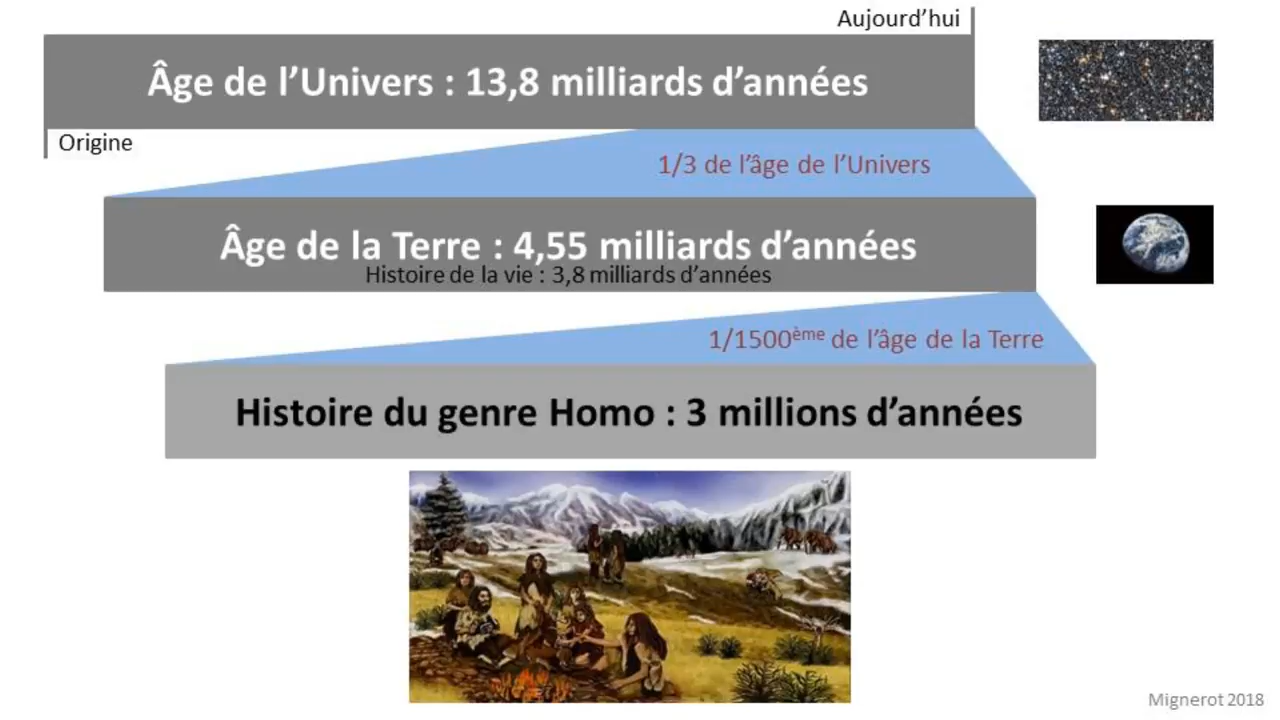 Aujourd’hui
Âge de l’Univers : 13,8 milliards d’années
Origine
1/3 de l’âge de l’Univers
Âge de la Terre : 4,55 milliards d’années
Histoire de la vie : 3,8 milliards d’années
1/1500ème de l’âge de la Terre
Histoire du genre Homo : 3 millions d’années
Mignerot 2018